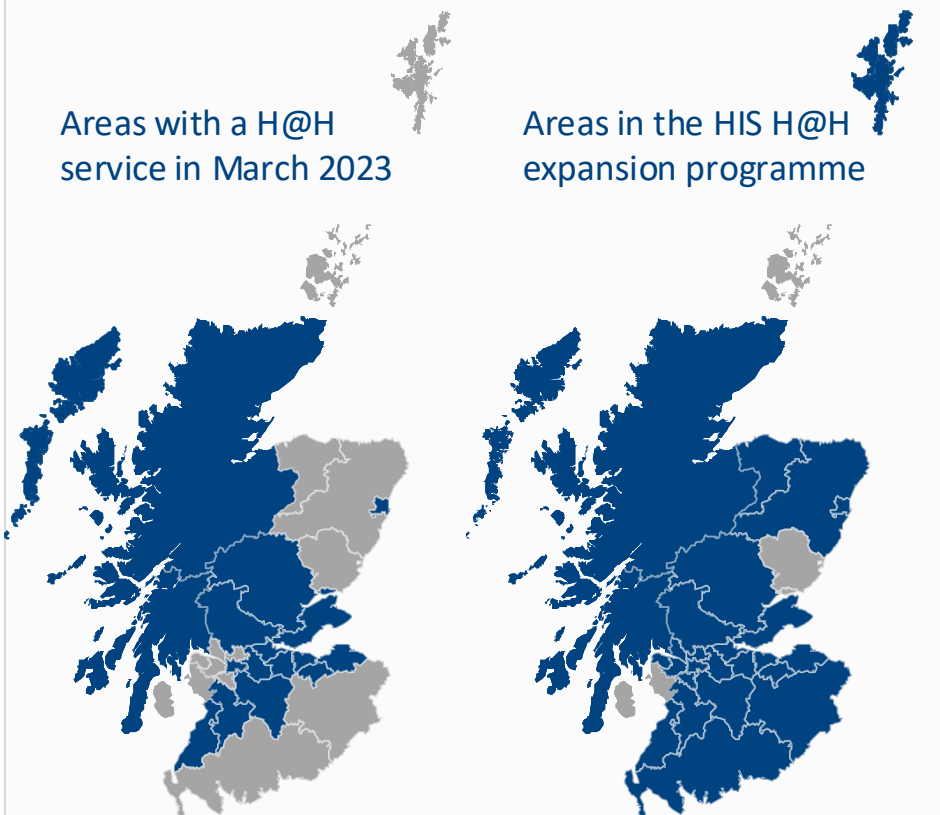 Areas with a H@H
service in March 2023
Areas in the HIS H@H
expansion programme